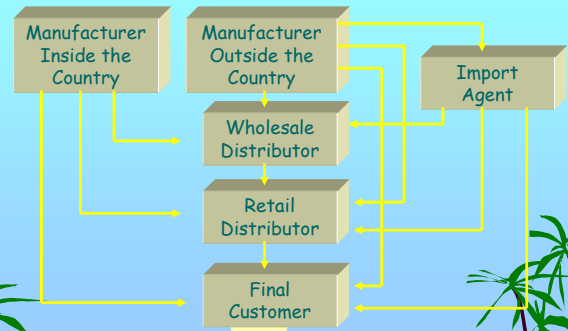 Manufacturer
Inside the
Country
Manufacturer
Outside the
Country
Import
Agent
Wholesale
Distributor
Retail
Distributor
Final
Customer